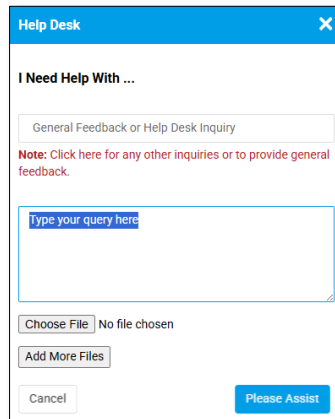 Help Desk ×
I Need Help With ...
General Feedback or Help Desk Inquiry
Note: Click here for any other inquiries or to provide general
feedback.
Type your query here
Choose File No file chosen
Add More Files
Cancel Please Assist